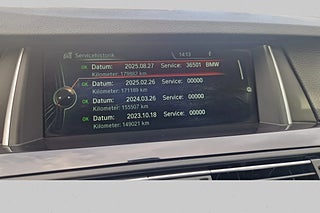 Servicehistorik 14:13
OK Datum: 2025.08.27 Service: 36501 BMW
Kilometer: 179882 km
OK Datum: 2025.02.26 Service: 00000
Kilometer: 171169 km
OK Datum: 2024.03.26 Service: 00000
Kilometer: 155507 km
OK Datum: 2023.10.18 Service: 00000
Kilometer: 149021 km